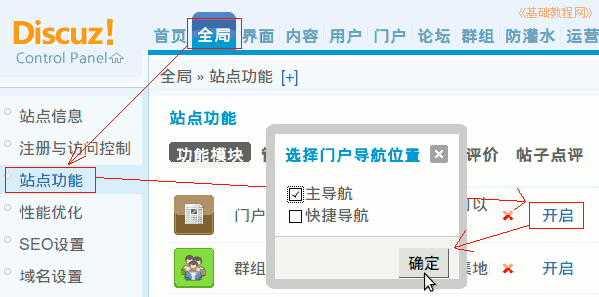 《基础教程网》
Discuz!
Control Panel
首页 全局 界面 内容 用户 门户 论坛 群组 防灌水 运营
全局 » 站点功能 [+]
站点信息
注册与访问控制
站点功能
性能优化
SEO设置
域名设置
站点功能
功能模块 评价 帖子点评
选择门户导航位置
主导航
快捷导航
确定
门户 可以 开启
群组 集地 开启